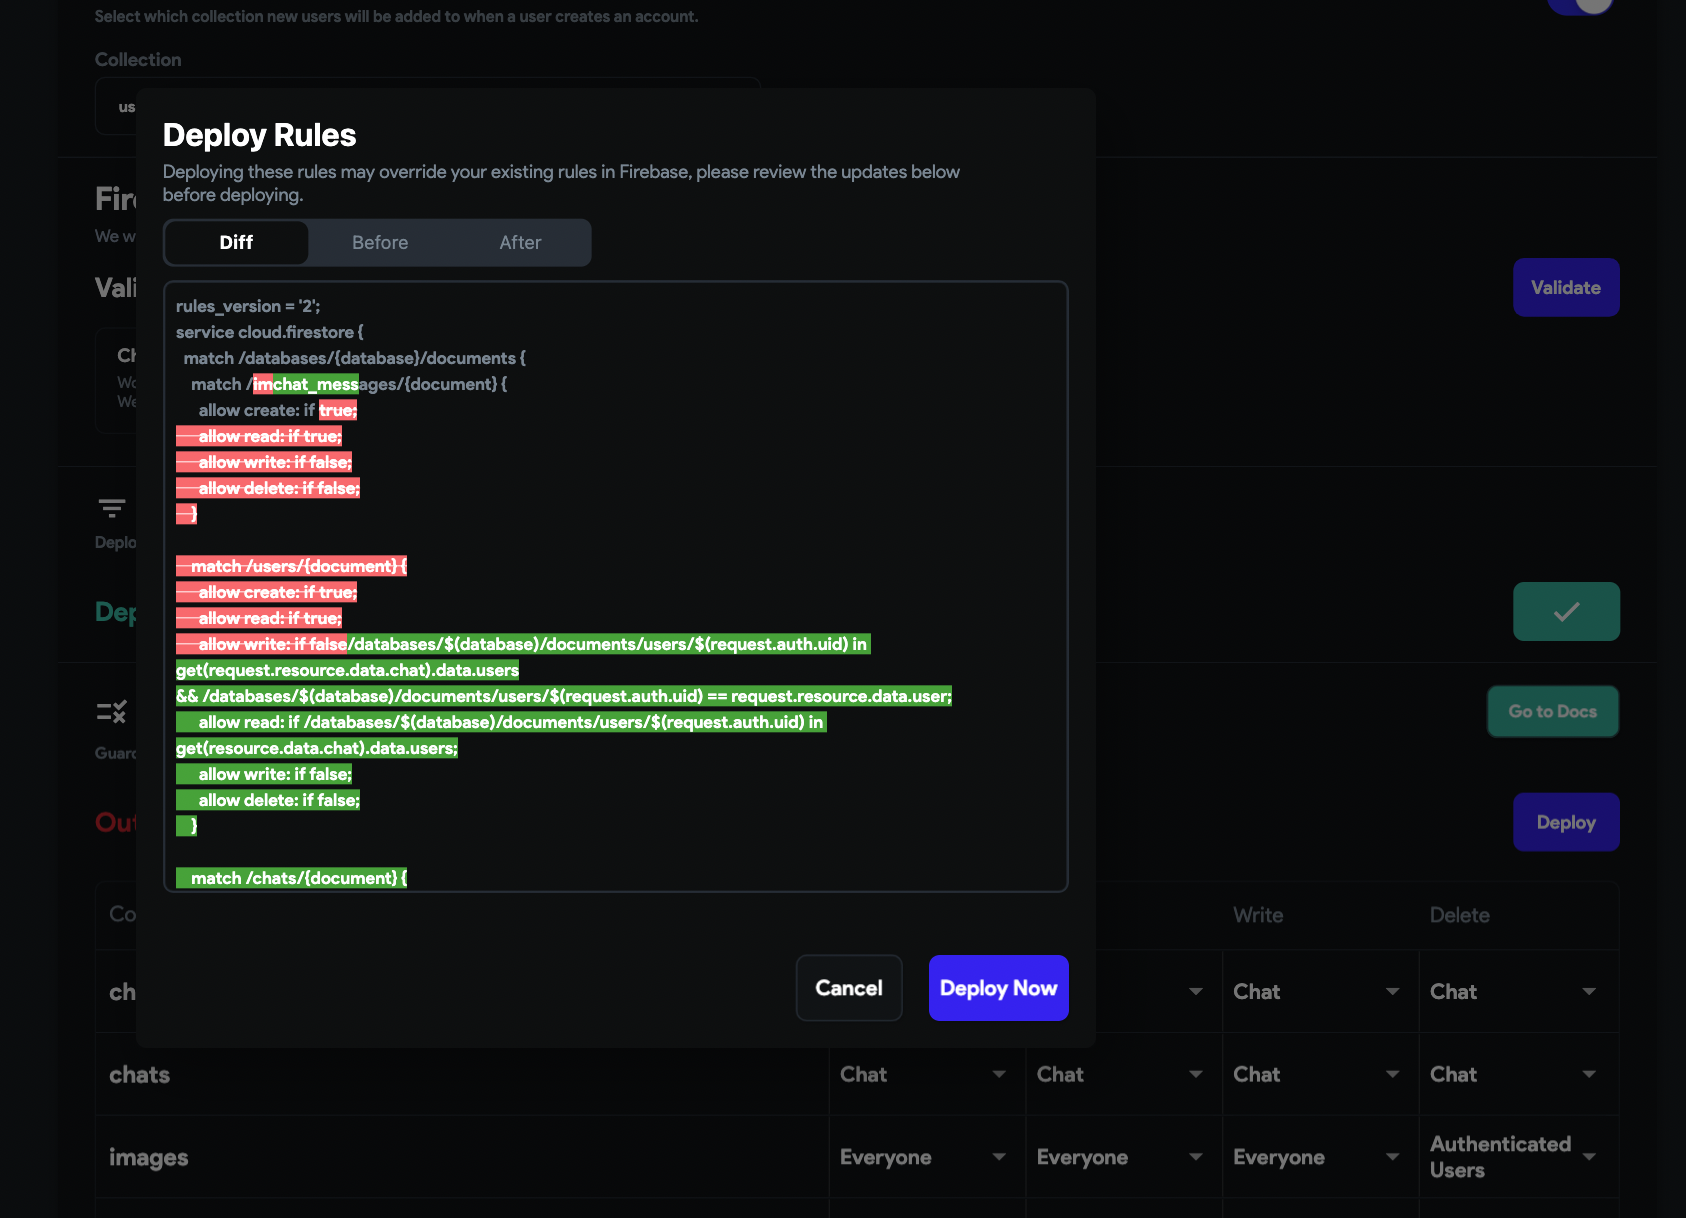 Select which collection new users will be added to when a user creates an account.
Collection
us
Deploy Rules
Deploying these rules may override your existing rules in Firebase, please review the updates below
before deploying.
Diff Before After
Fire
We w
Vali
Validate
rules_version = '2';
service cloud.firestore {
match /databases/{database}/documents {
match /imchat_messages/{document} {
allow create: if true;
allow read: if true;
allow write: if false;
allow delete: if false;
}
match /users/{document} {
allow create: if true;
allow read: if true;
allow write: if false/databases/$(database)/documents/users/$(request.auth.uid) in
get(request.resource.data.chat).data.users
&& /databases/$(database)/documents/users/$(request.auth.uid) == request.resource.data.user;
allow read: if /databases/$(database)/documents/users/$(request.auth.uid) in
get(resource.data.chat).data.users;
allow write: if false;
allow delete: if false;
}
match /chats/{document} {
Ch
Wo
We
Deplo
Dep
Go to Docs
Guard
Out
Deploy
Co
Write Delete
Cancel Deploy Now
ch
Chat Chat
chats Chat Chat Chat Chat
images Everyone Everyone Everyone Authenticated
Users